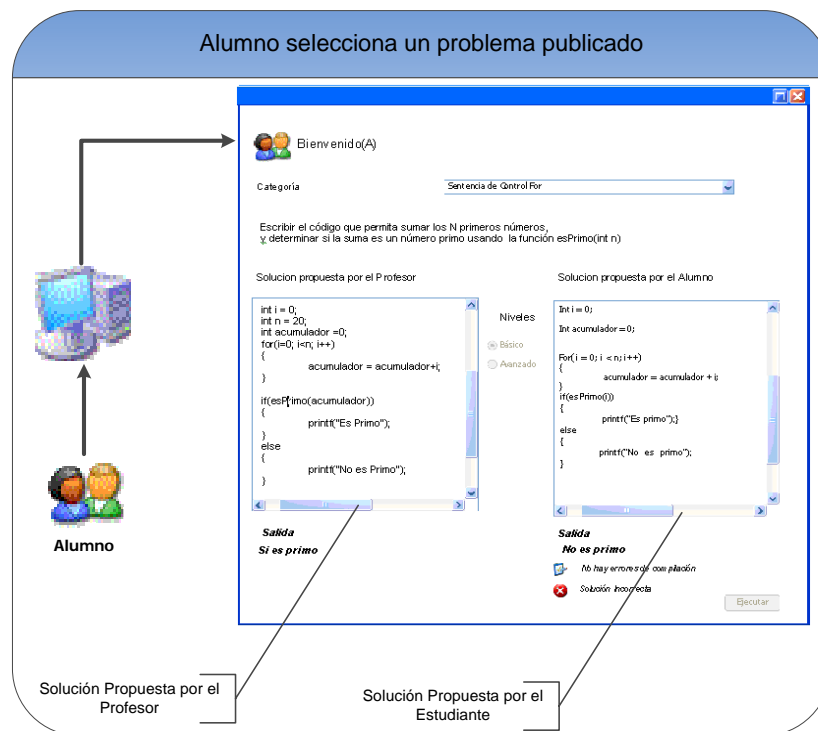 Alumno selecciona un problema publicado
Bienvenido(A)
Categoría
Sentencia de Control For
Escribir el código que permita sumar los N primeros números,
y determinar si la suma es un número primo usando la función esPrimo(int n)
Solucion propuesta por el Profesor
int i = 0;
int n = 20;
int acumulador =0;
for(i=0; i<n; i++)
{
acumulador = acumulador+i;
}
if(esPrimo(acumulador))
{
printf("Es Primo");
}
else
{
printf("No es Primo");
}
Salida
Si es primo
Niveles
Básico
Avanzado
Solucion propuesta por el Alumno
Int i = 0;
Int acumulador = 0;
For( i = 0; i < n; i++)
{
acumulador = acumulador + i;
}
if(esPrimo(i))
{
printf("Es primo");}
else
{
printf("No es primo");
}
Salida
No es primo
No hay errores de compilación
Solución Incorrecta
Ejecutar
Alumno
Solución Propuesta por el
Profesor
Solución Propuesta por el
Estudiante